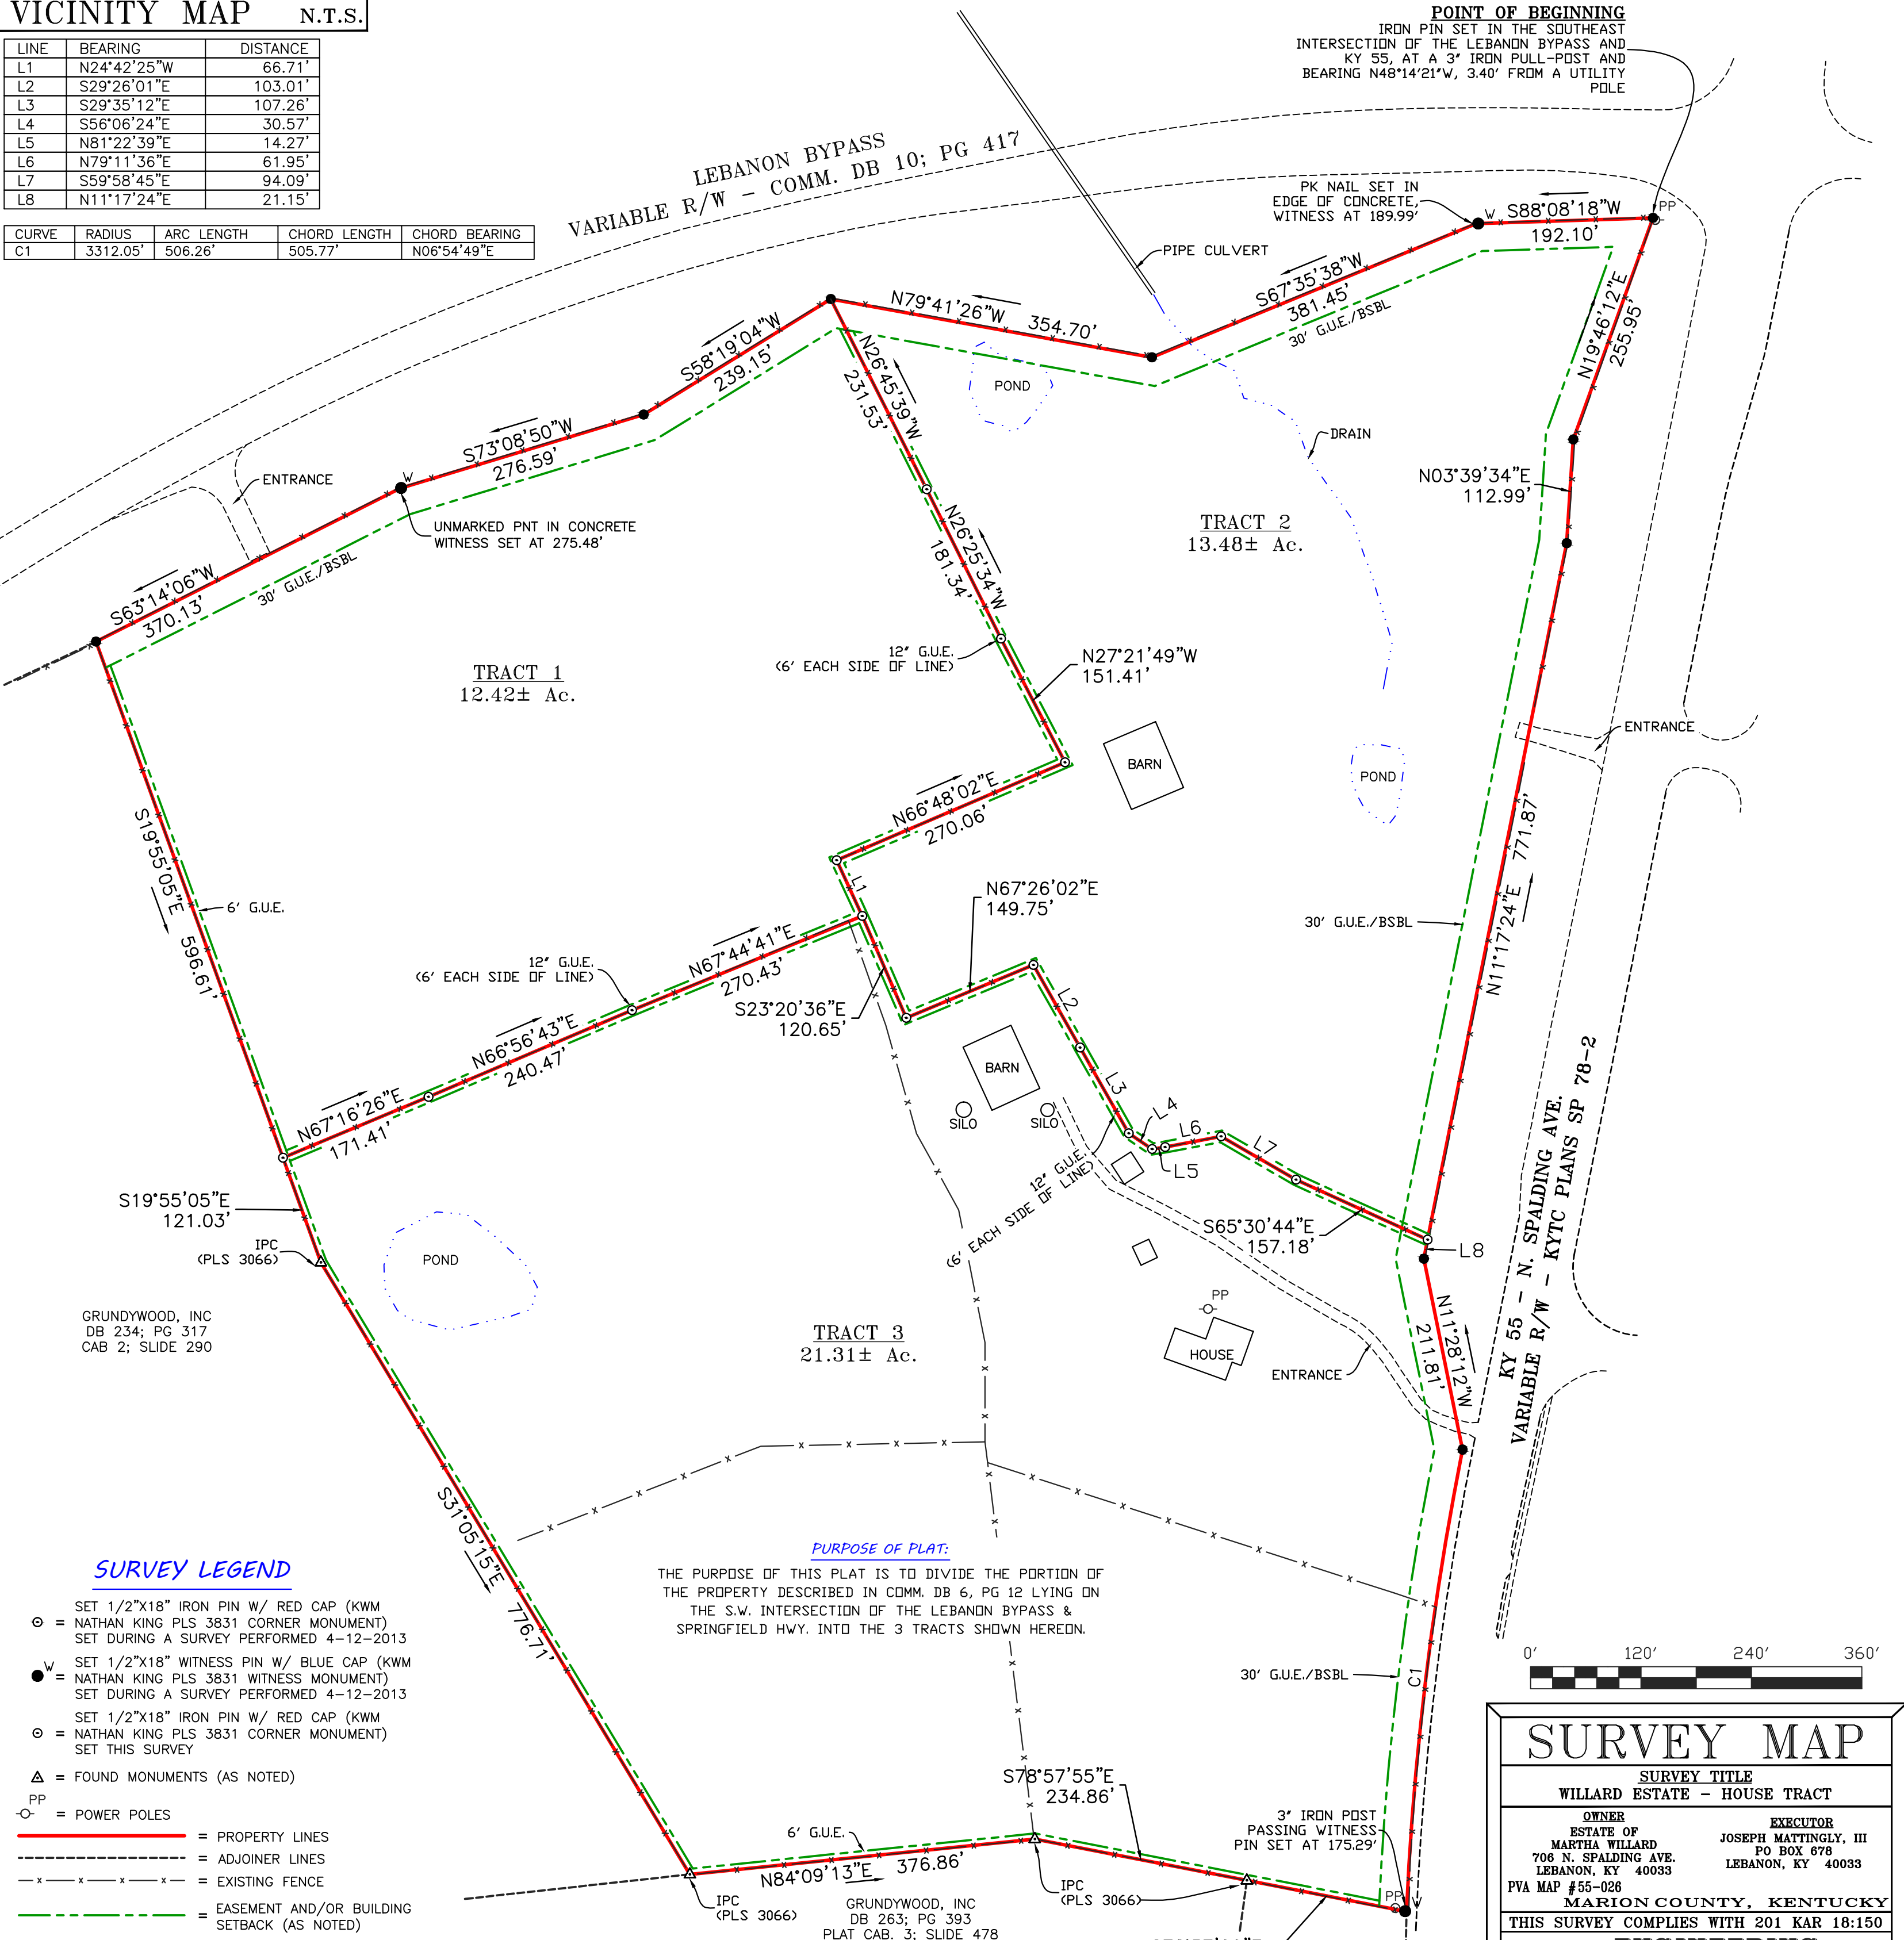 VICINITY MAP N.T.S.
LINE BEARING DISTANCE
L1 N24°42'25"W 66.71'
L2 S29°26'01"E 103.01'
L3 S29°35'12"E 107.26'
L4 S56°06'24"E 30.57'
L5 N81°22'39"E 14.27'
L6 N79°11'36"E 61.95'
L7 S59°58'45"E 94.09'
L8 N11°17'24"E 21.15'
CURVE RADIUS ARC LENGTH CHORD LENGTH CHORD BEARING
C1 3312.05' 506.26' 505.77' N06°54'49"E
POINT OF BEGINNING
IRON PIN SET IN THE SOUTHEAST
INTERSECTION OF THE LEBANON BYPASS AND
KY 55, AT A 3" IRON PULL-POST AND
BEARING N48°14'21"W, 3.40' FROM A UTILITY
POLE
LEBANON BYPASS
VARIABLE R/W - COMM. DB 10; PG 417
PIPE CULVERT
PK NAIL SET IN
EDGE OF CONCRETE,
WITNESS AT 189.99'
W
S88°08'18"W
192.10'
PP
S67°35'38"W
381.45'
30' G.U.E./BSBL
N79°41'26"W 354.70'
N19°46'12"E
255.95'
S58°19'04"W
239.15'
N26°45'39"W
231.53'
POND
DRAIN
S73°08'50"W
276.59'
W
ENTRANCE
UNMARKED PNT IN CONCRETE
WITNESS SET AT 275.48'
N03°39'34"E
112.99'
TRACT 2
13.48± Ac.
N26°25'34"W
181.34'
S63°14'06"W
370.13'
30' G.U.E./BSBL
12" G.U.E.
(6' EACH SIDE OF LINE)
N27°21'49"W
151.41'
TRACT 1
12.42± Ac.
BARN
POND
ENTRANCE
N66°48'02"E
270.06'
N11°17'24"E 771.87'
S19°55'05"E 596.61'
6' G.U.E.
L1
N67°26'02"E
149.75'
30' G.U.E./BSBL
N67°44'41"E
270.43'
12" G.U.E.
(6' EACH SIDE OF LINE)
S23°20'36"E
120.65'
L2
N66°56'43"E
240.47'
BARN
SILO
SILO
L3
L4
L5
L6
L7
N67°16'26"E
171.41'
12" G.U.E.
(6' EACH SIDE OF LINE)
S65°30'44"E
157.18'
L8
KY 55 - N. SPALDING AVE.
VARIABLE R/W - KYTC PLANS SP 78-2
S19°55'05"E
121.03'
IPC
(PLS 3066)
POND
GRUNDYWOOD, INC
DB 234; PG 317
CAB 2; SLIDE 290
TRACT 3
21.31± Ac.
PP
HOUSE
ENTRANCE
N11°28'12"W
211.81'
S31°05'15"E 776.71'
PURPOSE OF PLAT:
THE PURPOSE OF THIS PLAT IS TO DIVIDE THE PORTION OF
THE PROPERTY DESCRIBED IN COMM. DB 6, PG 12 LYING ON
THE S.W. INTERSECTION OF THE LEBANON BYPASS &
SPRINGFIELD HWY. INTO THE 3 TRACTS SHOWN HEREON.
30' G.U.E./BSBL
C1
SURVEY LEGEND
SET 1/2"X18" IRON PIN W/ RED CAP (KWM
= NATHAN KING PLS 3831 CORNER MONUMENT)
SET DURING A SURVEY PERFORMED 4-12-2013
W
SET 1/2"X18" WITNESS PIN W/ BLUE CAP (KWM
= NATHAN KING PLS 3831 WITNESS MONUMENT)
SET DURING A SURVEY PERFORMED 4-12-2013
SET 1/2"X18" IRON PIN W/ RED CAP (KWM
= NATHAN KING PLS 3831 CORNER MONUMENT)
SET THIS SURVEY
= FOUND MONUMENTS (AS NOTED)
PP
= POWER POLES
= PROPERTY LINES
= ADJOINER LINES
= EXISTING FENCE
= EASEMENT AND/OR BUILDING
SETBACK (AS NOTED)
S78°57'55"E
234.86'
3" IRON POST
PASSING WITNESS
PIN SET AT 175.29'
PP
6' G.U.E.
N84°09'13"E 376.86'
IPC
(PLS 3066)
IPC
(PLS 3066)
GRUNDYWOOD, INC
DB 263; PG 393
PLAT CAB. 3; SLIDE 478
0' 120' 240' 360'
SURVEY MAP
SURVEY TITLE
WILLARD ESTATE - HOUSE TRACT
OWNER
ESTATE OF
MARTHA WILLARD
706 N. SPALDING AVE.
LEBANON, KY 40033
EXECUTOR
JOSEPH MATTINGLY, III
PO BOX 678
LEBANON, KY 40033
PVA MAP #55-026
MARION COUNTY, KENTUCKY
THIS SURVEY COMPLIES WITH 201 KAR 18:150